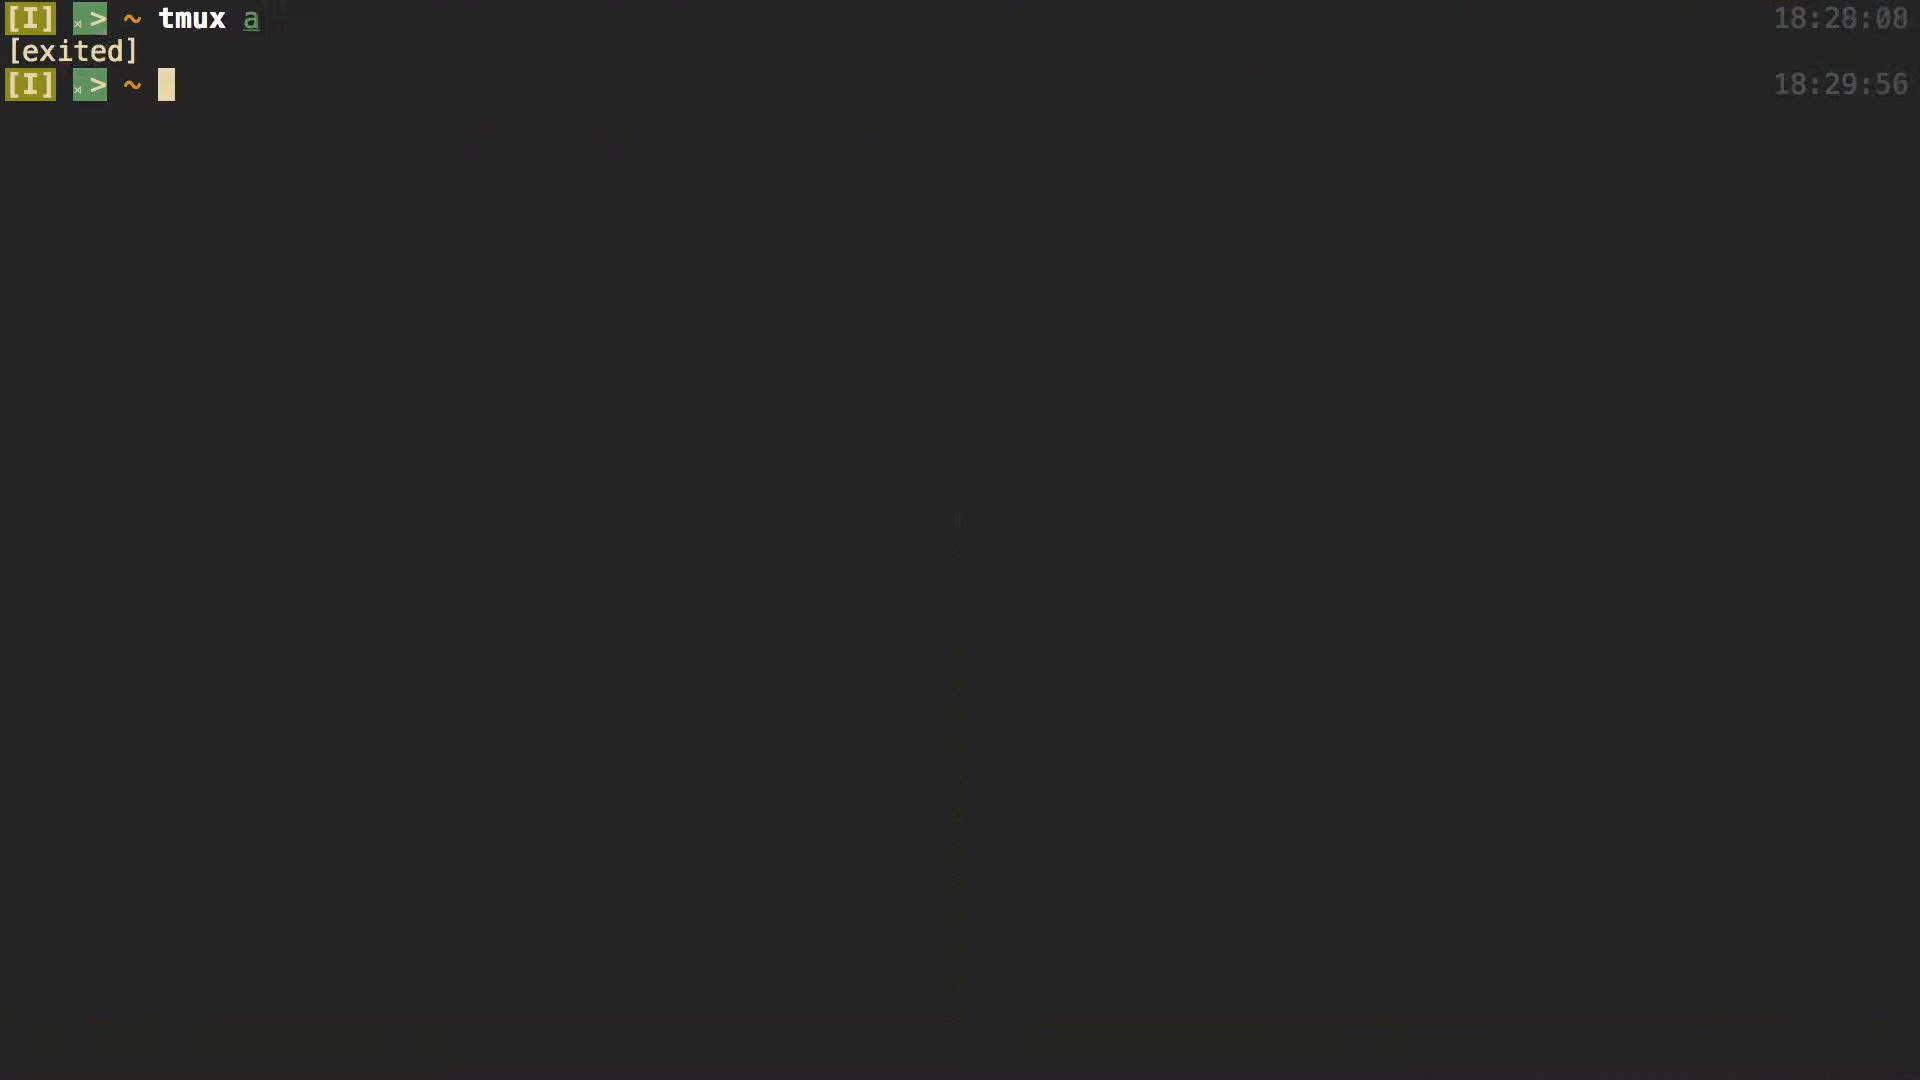 [I] > ~ tmux a 18:28:08
[exited]
[I] > ~ 18:29:56